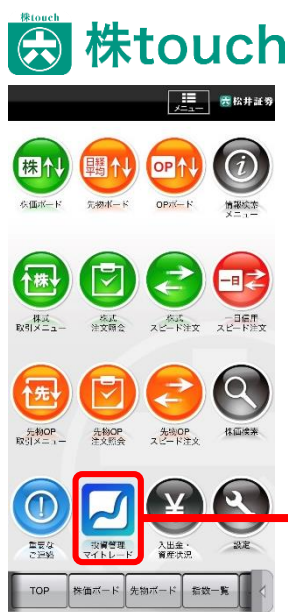 株touch
株touch
メニュー
松井証券
株
日経
平均
OP
i
株価ボード
先物ボード
OPボード
情報検索
メニュー
株
一日
株式
取引メニュー
株式
注文照会
株式
スピード注文
一日信用
スピード注文
先
先物OP
取引メニュー
先物OP
注文照会
先物OP
スピード注文
株価検索
¥
重要な
ご連絡
投資管理
マイトレード
入出金・
資産状況
設定
TOP
株価ボード
先物ボード
指数一覧